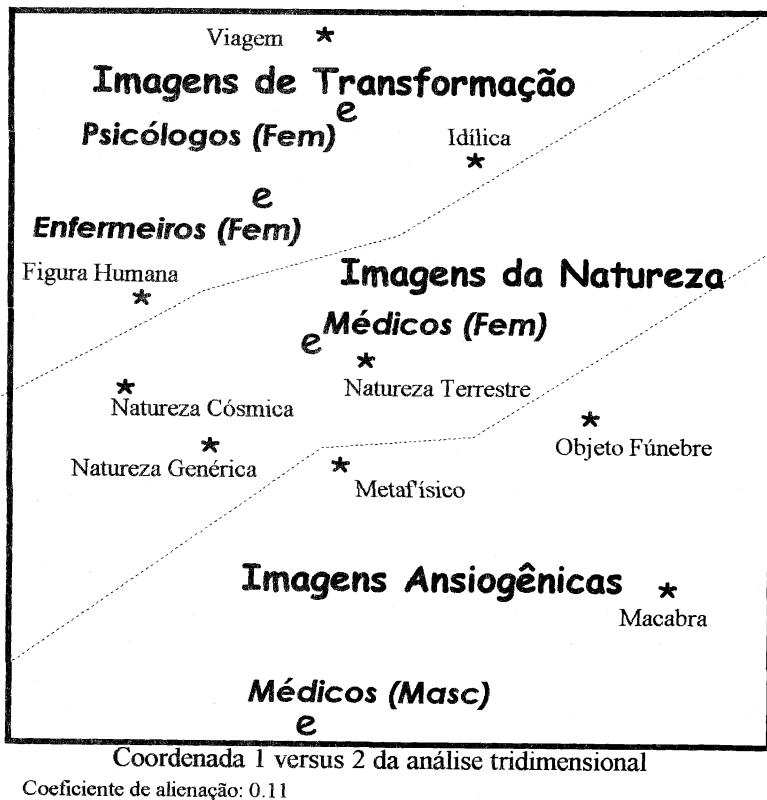 Viagem *
Imagens de Transformação
e
Psicólogos (Fem)
Idílica
*
e
Enfermeiros (Fem)
Figura Humana
*
Imagens da Natureza
e Médicos (Fem)
*
Natureza Terrestre
*
Natureza Cósmica
*
Natureza Genérica
*
Objeto Fúnebre
*
Metafísico
Imagens Ansiogênicas
*
Macabra
Médicos (Masc)
e
Coordenada 1 versus 2 da análise tridimensional
Coeficiente de alienação: 0.11